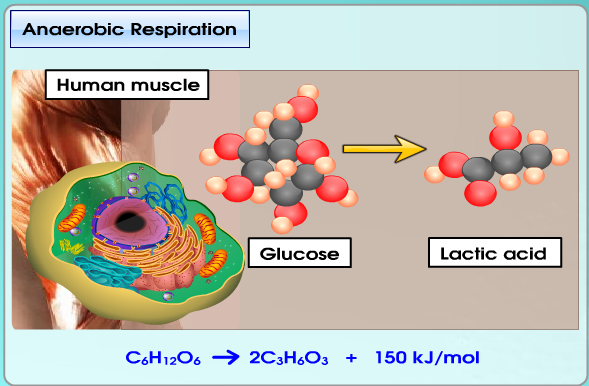 Anaerobic Respiration
Human muscle
Glucose
Lactic acid
C₆H₁₂O₆ → 2C₃H₆O₃ + 150 kJ/mol